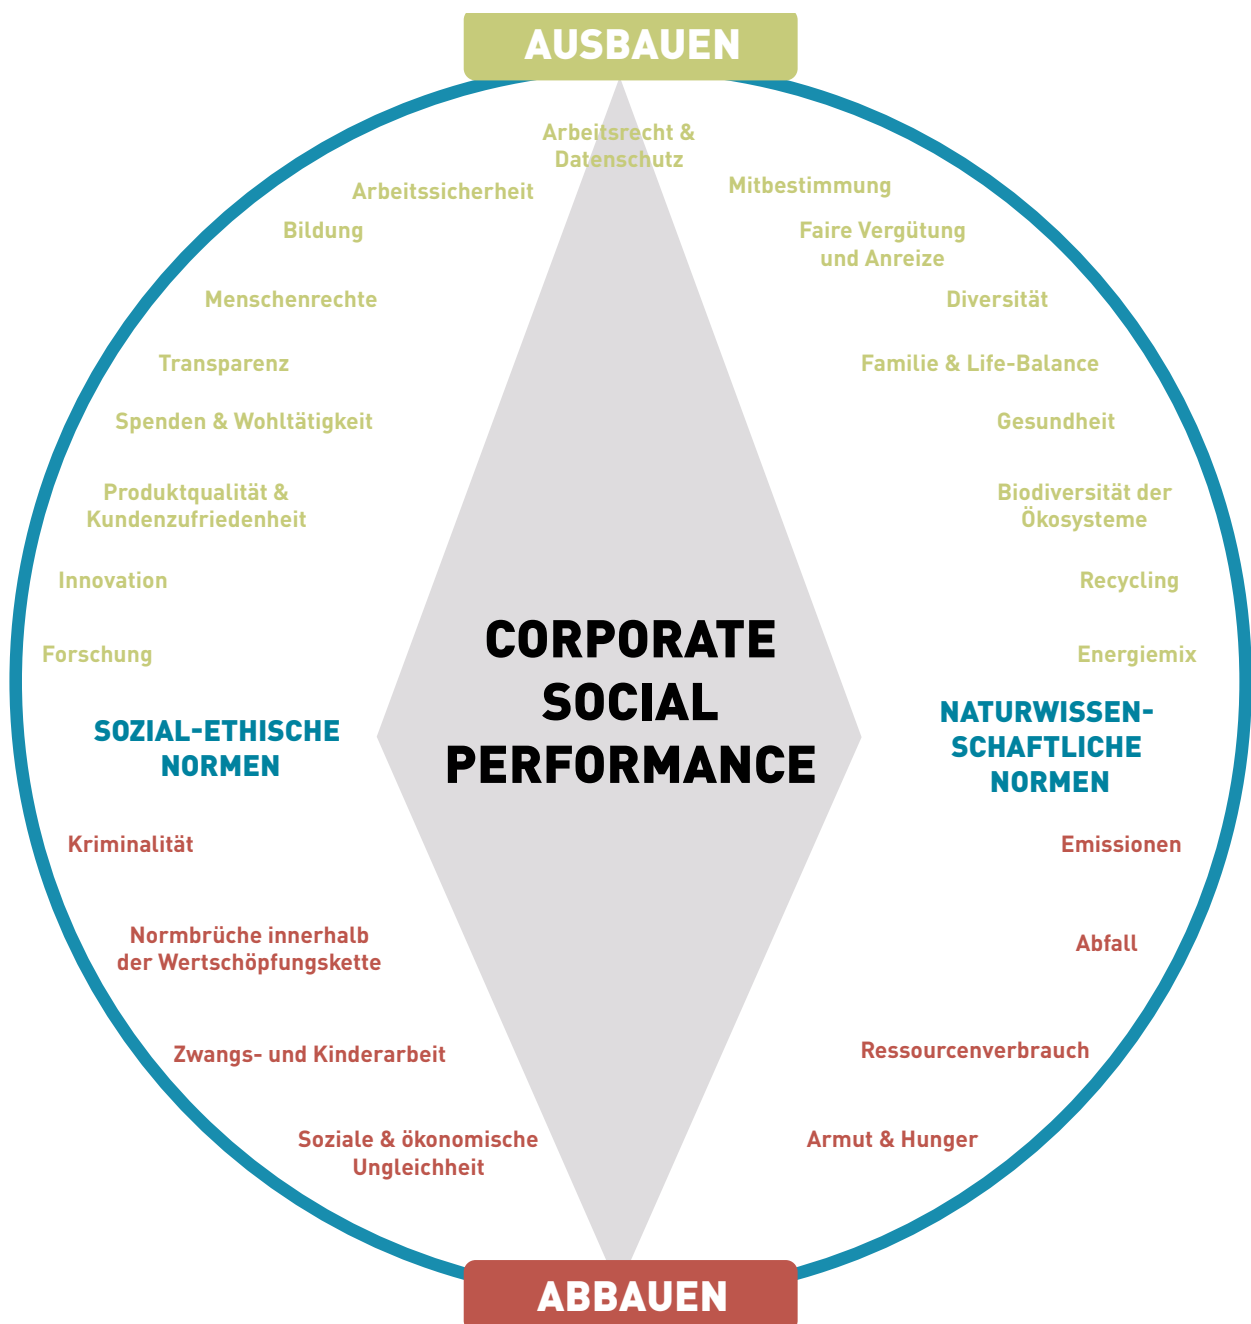 AUSBAUEN
Arbeitsrecht &
Datenschutz
Arbeitssicherheit
Mitbestimmung
Bildung
Faire Vergütung
und Anreize
Menschenrechte
Diversität
Transparenz
Familie & Life-Balance
Spenden & Wohltätigkeit
Gesundheit
Produktqualität &
Kundenzufriedenheit
Biodiversität der
Ökosysteme
Innovation
Recycling
Forschung
Energiemix
CORPORATE
SOCIAL
PERFORMANCE
SOZIAL-ETHISCHE
NORMEN
NATURWISSEN-
SCHAFTLICHE
NORMEN
Kriminalität
Emissionen
Normbrüche innerhalb
der Wertschöpfungskette
Abfall
Zwangs- und Kinderarbeit
Ressourcenverbrauch
Soziale & ökonomische
Ungleichheit
Armut & Hunger
ABBAUEN